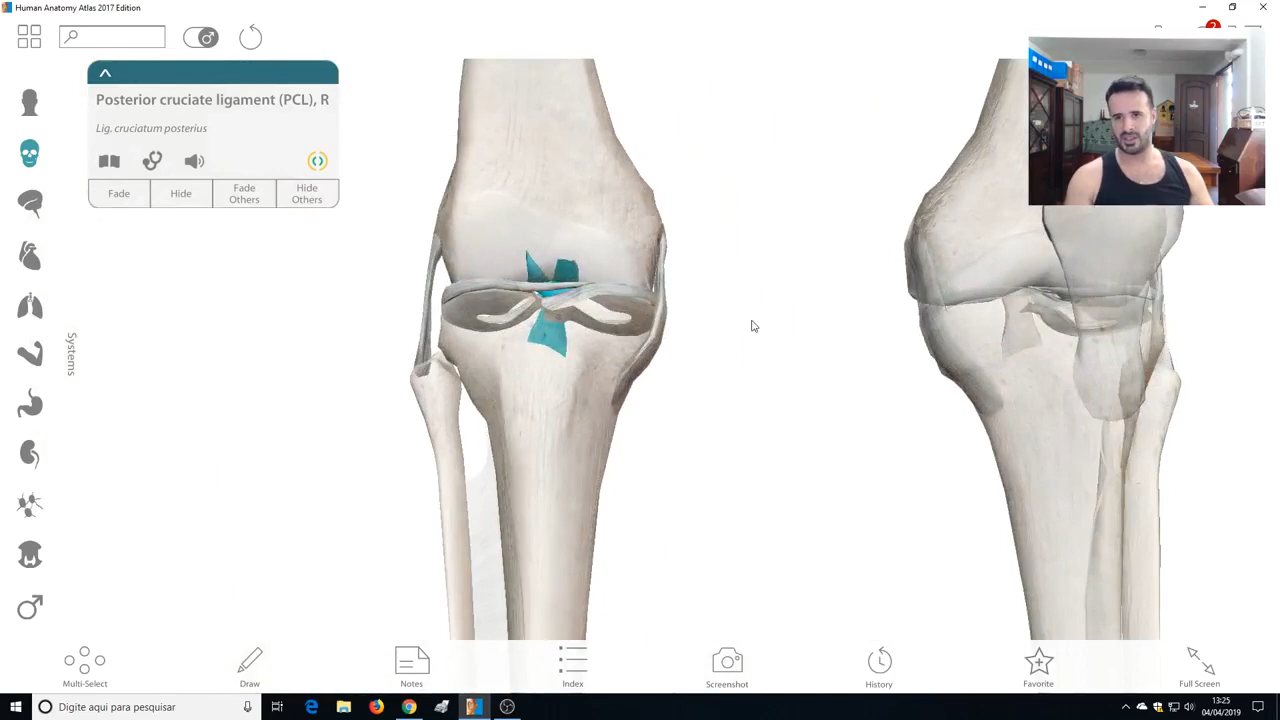 Human Anatomy Atlas 2017 Edition
2
Posterior cruciate ligament (PCL), R
Lig. cruciatum posterius
Fade
Hide
Fade
Others
Hide
Others
Systems
Multi-Select
Draw
Notes
Index
Screenshot
History
Favorite
Full Screen
Digite aqui para pesquisar
13:25
04/04/2019